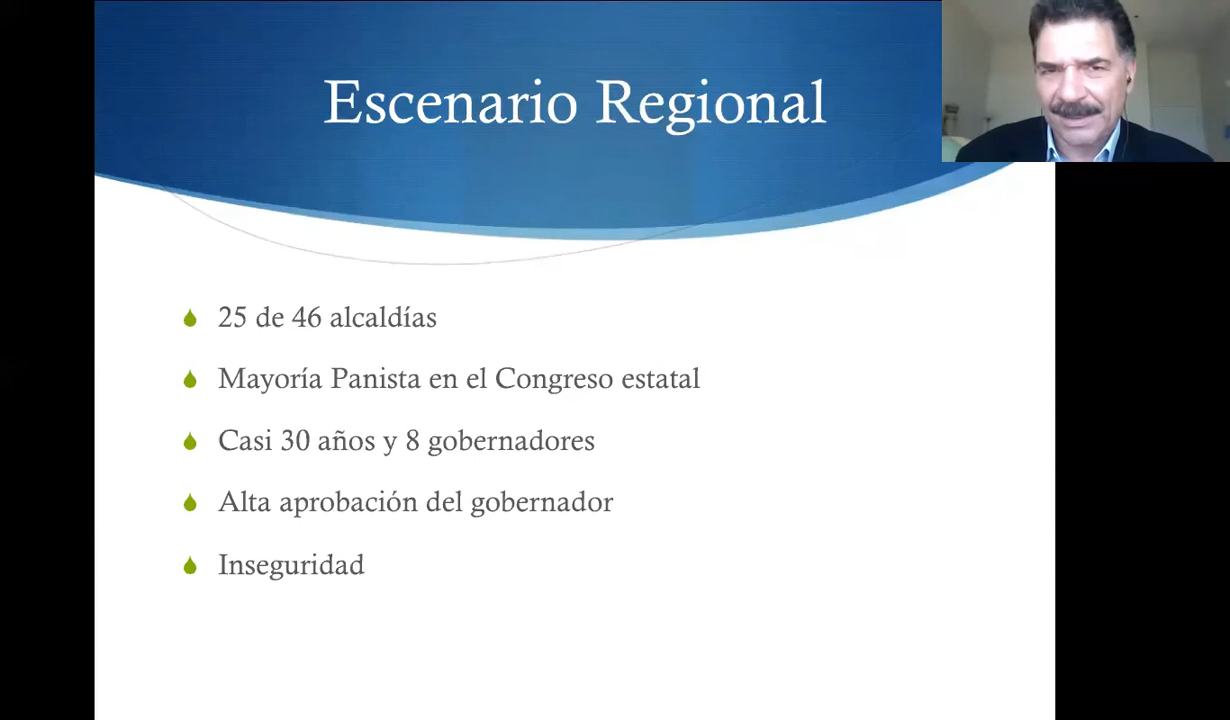 Escenario Regional
25 de 46 alcaldías
Mayoría Panista en el Congreso estatal
Casi 30 años y 8 gobernadores
Alta aprobación del gobernador
Inseguridad